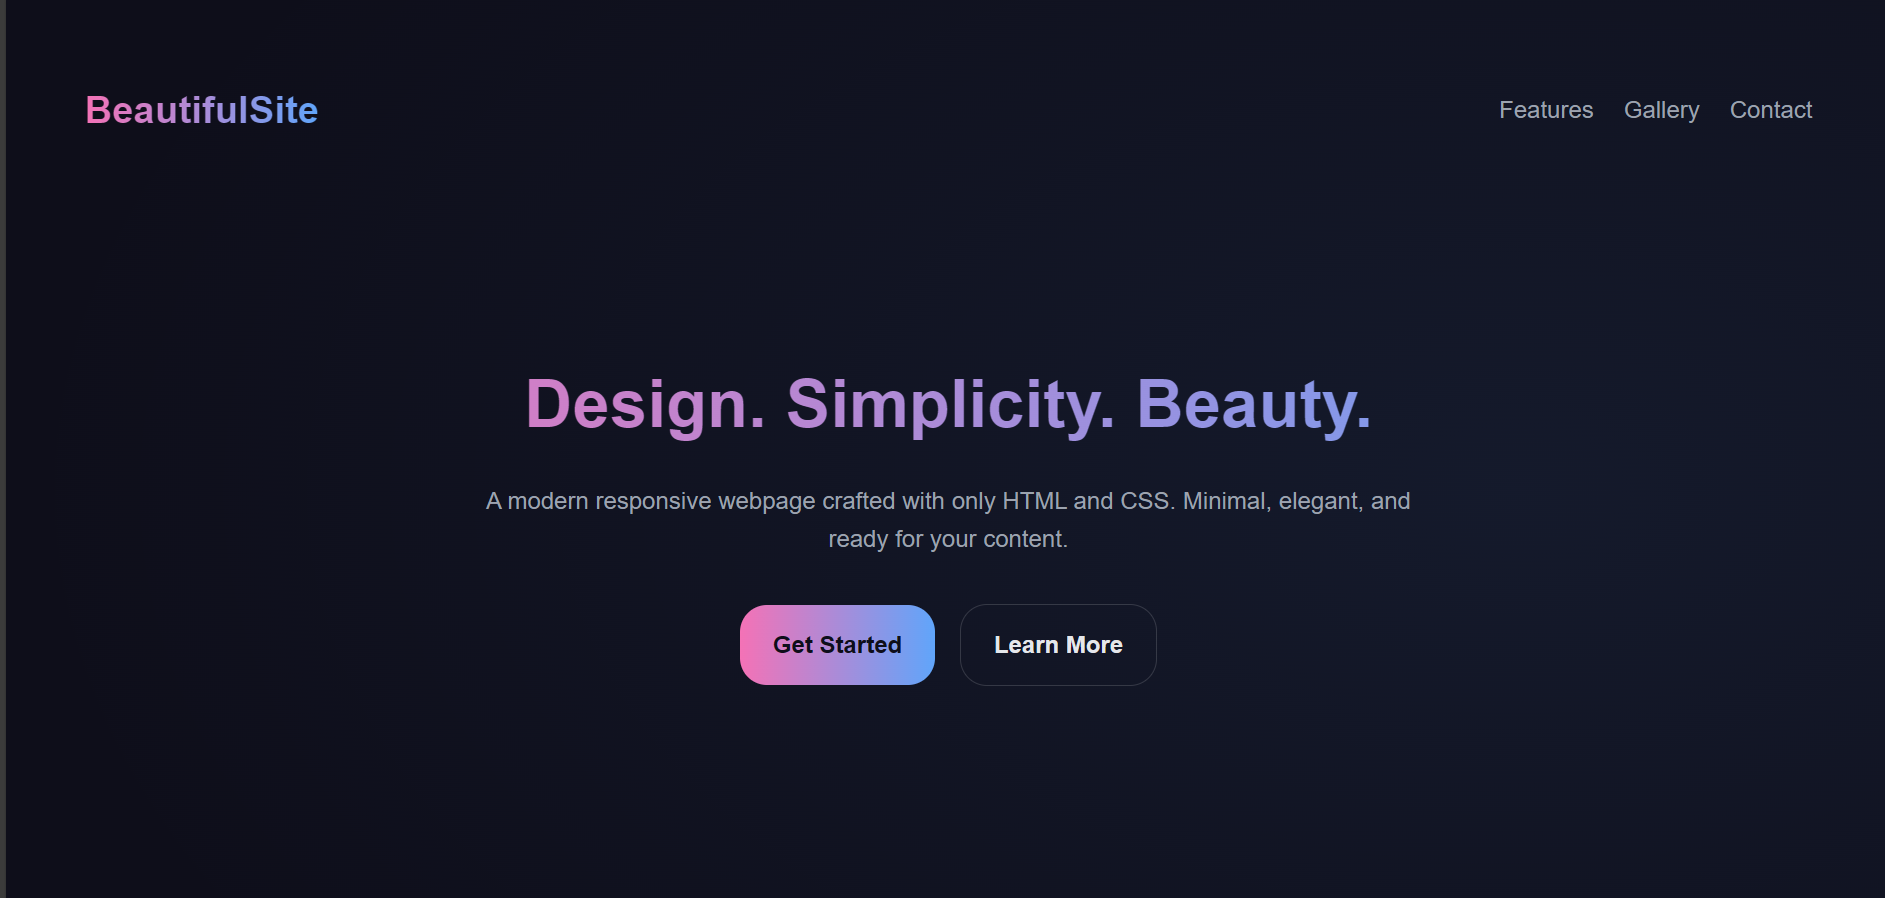 BeautifulSite
Features
Gallery
Contact
Design. Simplicity. Beauty.
A modern responsive webpage crafted with only HTML and CSS. Minimal, elegant, and
ready for your content.
Get Started
Learn More